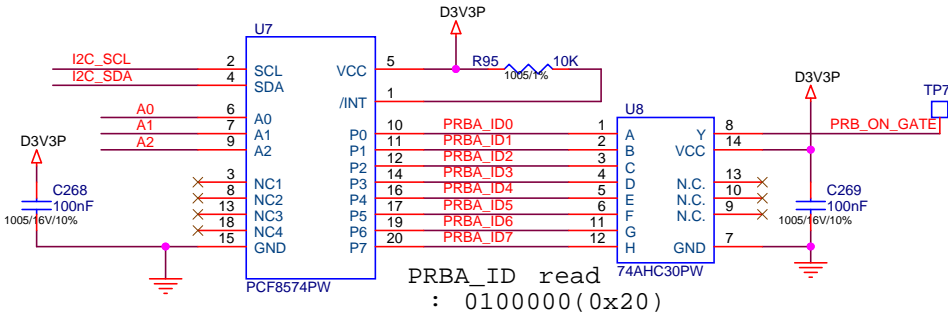 D3V3P
U7
I2C_SCL 2 SCL VCC 5 R95 10K
I2C_SDA 4 SDA 1005/1%
D3V3P
/INT 1
TP7
A0 6 A0 U8
A1 7 A1 P0 10 PRBA_ID0 1 A Y 8 PRB_ON_GATE
A2 9 A2 P1 11 PRBA_ID1 2 B VCC 14
D3V3P
P2 12 PRBA_ID2 3 C
3 NC1 P3 14 PRBA_ID3 4 D N.C. 13
C268 8 NC2 P4 16 PRBA_ID4 5 E N.C. 10 C269
100nF 13 NC3 P5 17 PRBA_ID5 6 F N.C. 9 100nF
1005/16V/10% 18 NC4 P6 19 PRBA_ID6 11 G 1005/16V/10%
15 GND P7 20 PRBA_ID7 12 H GND 7
PCF8574PW
74AHC30PW
PRBA_ID read
: 0100000(0x20)